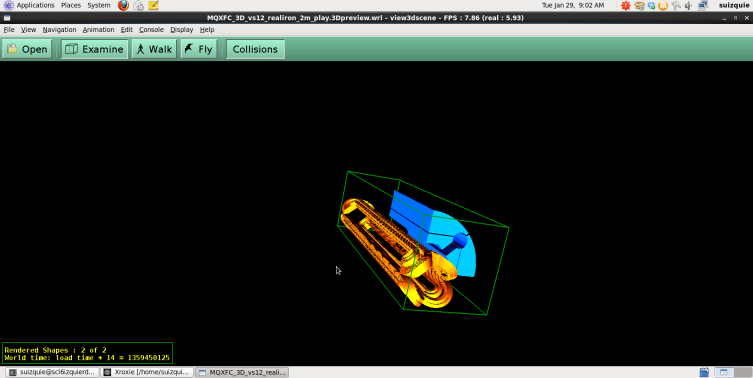 Applications Places System Tue Jan 29, 9:02 AM suizquie
MQXFC_3D_vs12_realiron_2m_play.3Dpreview.wrl - view3dscene - FPS : 7.86 (real : 5.93)
File View Navigation Animation Edit Console Display Help
Open Examine Walk Fly Collisions
Rendered Shapes : 2 of 2
World time: load time + 14 = 1359450125
suizquie@scl6izquierd... Xroxie [/home/suizqui... MQXFC_3D_vs12_reali...